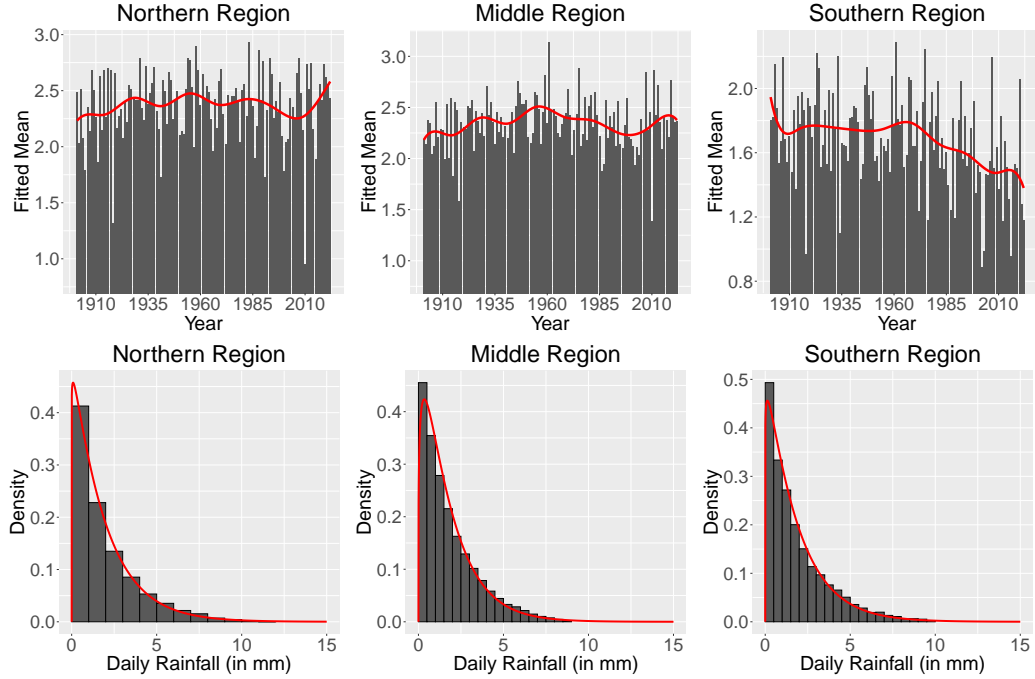 Northern Region
Middle Region
Southern Region
Fitted Mean
3.0
2.5
2.0
1.5
1.0
1910 1935 1960 1985 2010
Year
Fitted Mean
3.0
2.5
2.0
1.5
1.0
1910 1935 1960 1985 2010
Year
Fitted Mean
2.0
1.6
1.2
0.8
1910 1935 1960 1985 2010
Year
Northern Region
Middle Region
Southern Region
Density
0.4
0.3
0.2
0.1
0.0
0 5 10 15
Daily Rainfall (in mm)
Density
0.4
0.3
0.2
0.1
0.0
0 5 10 15
Daily Rainfall (in mm)
Density
0.5
0.4
0.3
0.2
0.1
0.0
0 5 10 15
Daily Rainfall (in mm)